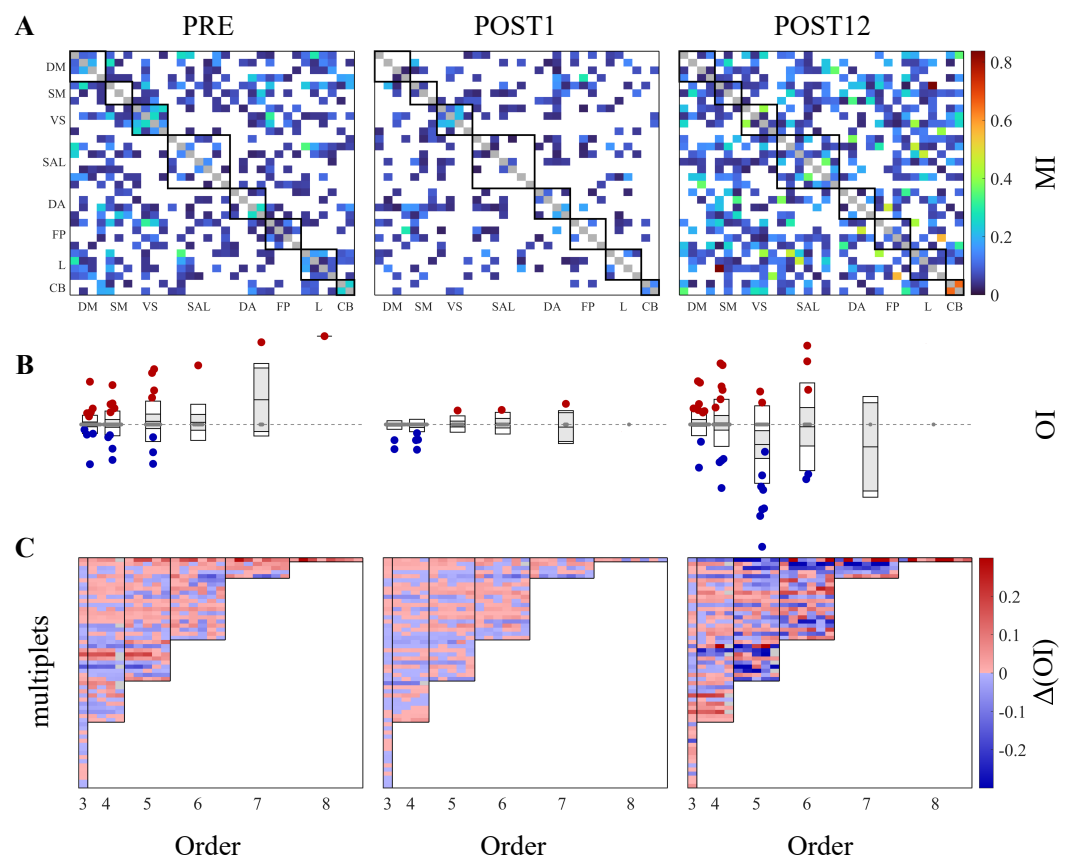 A PRE POST1 POST12
DM
SM
VS
SAL
DA
FP
L
CB
DM SM VS SAL DA FP L CB
DM SM VS SAL DA FP L CB
DM SM VS SAL DA FP L CB
0.8
0.6
0.4
0.2
0
MI
B
OI
C
multiplets
0.2
0.1
0
-0.1
-0.2
Δ(OI)
3 4 5 6 7 8
3 4 5 6 7 8
3 4 5 6 7 8
Order Order Order